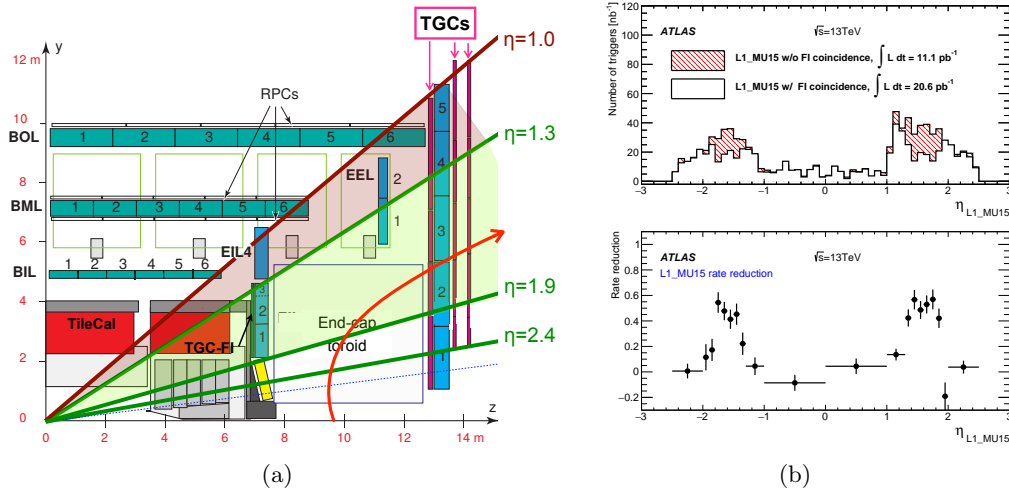 y
12 m
10
8
6
4
2
0
0
2
4
6
8
10
12
14 m
z
TGCs
η=1.0
η=1.3
η=1.9
η=2.4
RPCs
BOL
1 2 3 4 5 6
BML
1 2 3 4 5 6
BIL
1 2 3 4 5 6
EEL
2
1
EIL4
3
2
1
5
4
3
2
1
TileCal
TGC-FI
End-cap
toroid
(a)
Number of triggers [nb⁻¹]
120
100
80
60
40
20
0
ATLAS √s=13TeV
L1_MU15 w/o FI coincidence, ∫ L dt = 11.1 pb⁻¹
L1_MU15 w/ FI coincidence, ∫ L dt = 20.6 pb⁻¹
−3 −2 −1 0 1 2 3
η L1_MU15
Rate reduction
1
0.8
0.6
0.4
0.2
0
−0.2
ATLAS √s=13TeV
L1_MU15 rate reduction
−3 −2 −1 0 1 2 3
η L1_MU15
(b)